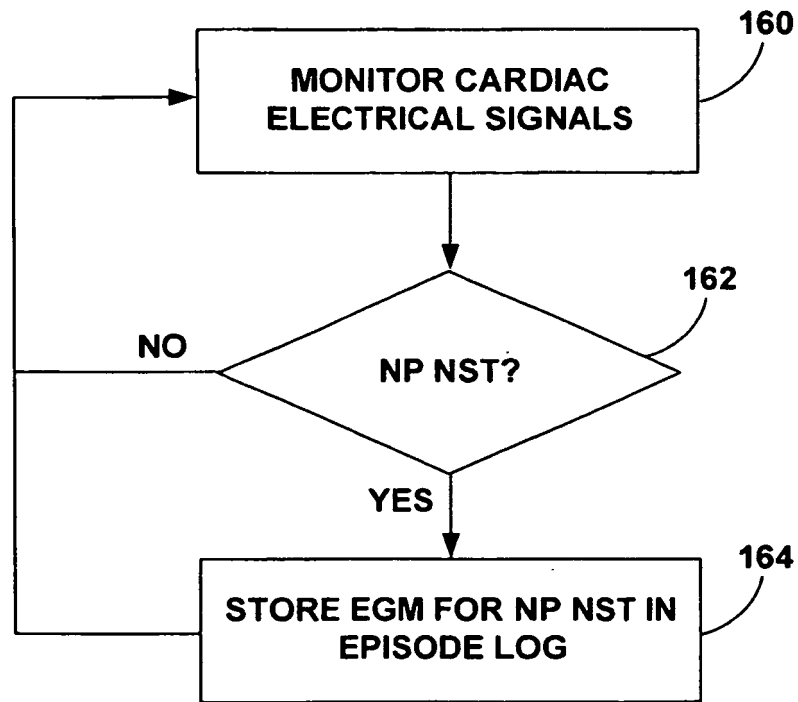 160
MONITOR CARDIAC
ELECTRICAL SIGNALS
162
NO
NP NST?
YES
164
STORE EGM FOR NP NST IN
EPISODE LOG